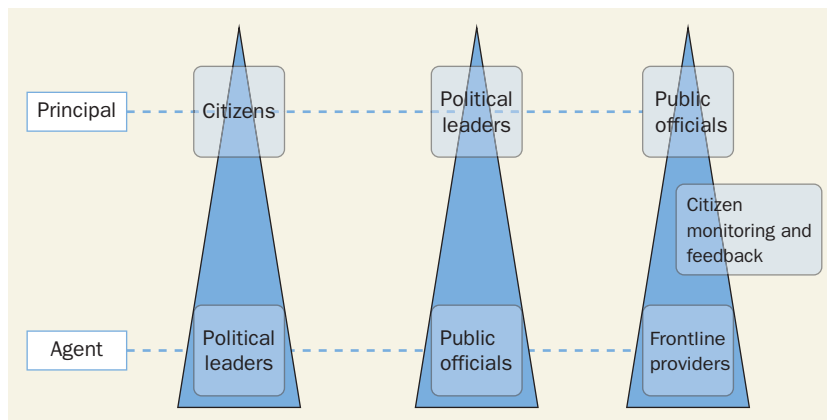 Principal
Citizens
Political
leaders
Public
officials
Citizen
monitoring and
feedback
Agent
Political
leaders
Public
officials
Frontline
providers